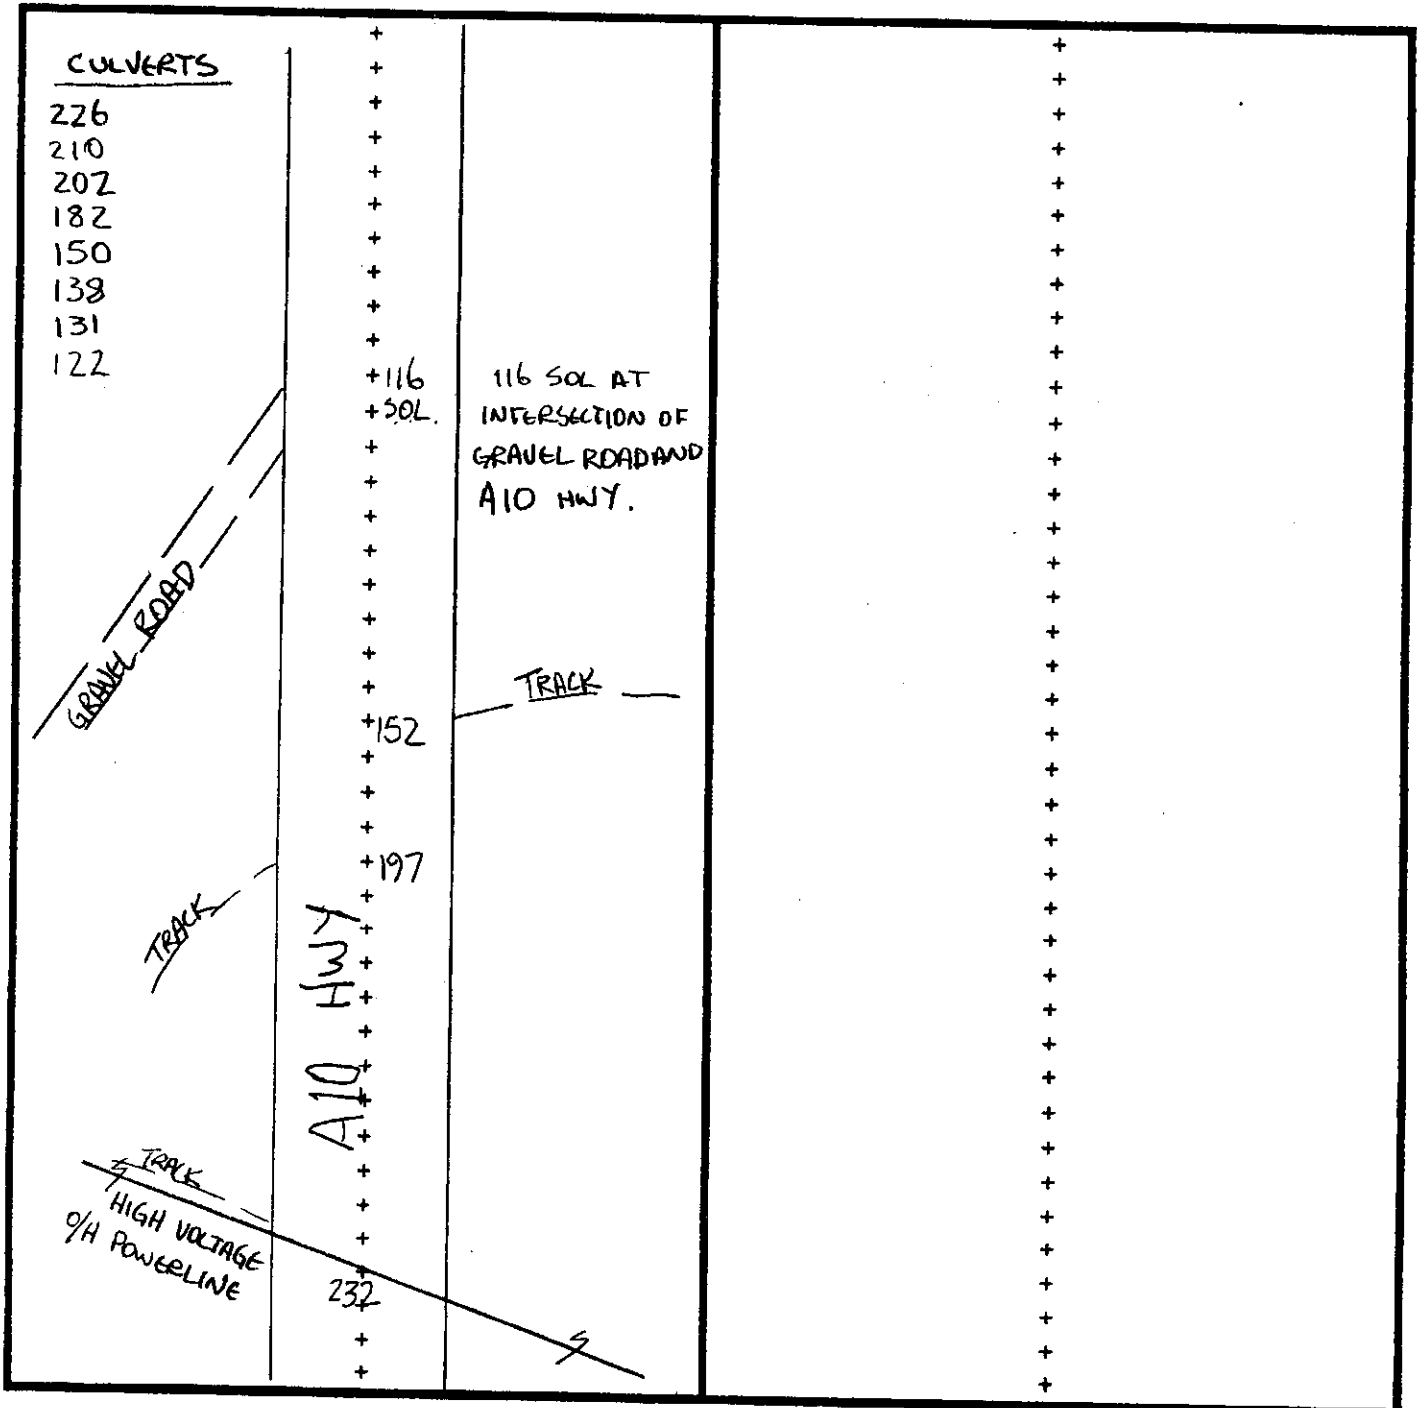 CULVERTS
226
210
202
182
150
138
131
122
116
S.O.L.
116 SOL AT
INTERSECTION OF
GRAVEL ROAD AND
A10 HWY.
GRAVEL ROAD
TRACK
152
197
TRACK
A10 HWY
TRACK
HIGH VOLTAGE
O/H POWERLINE
232